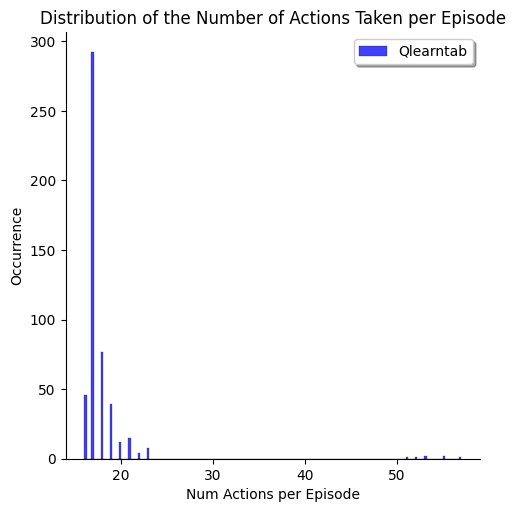 Distribution of the Number of Actions Taken per Episode
Qlearntab
Occurrence
300
250
200
150
100
50
0
20 30 40 50
Num Actions per Episode